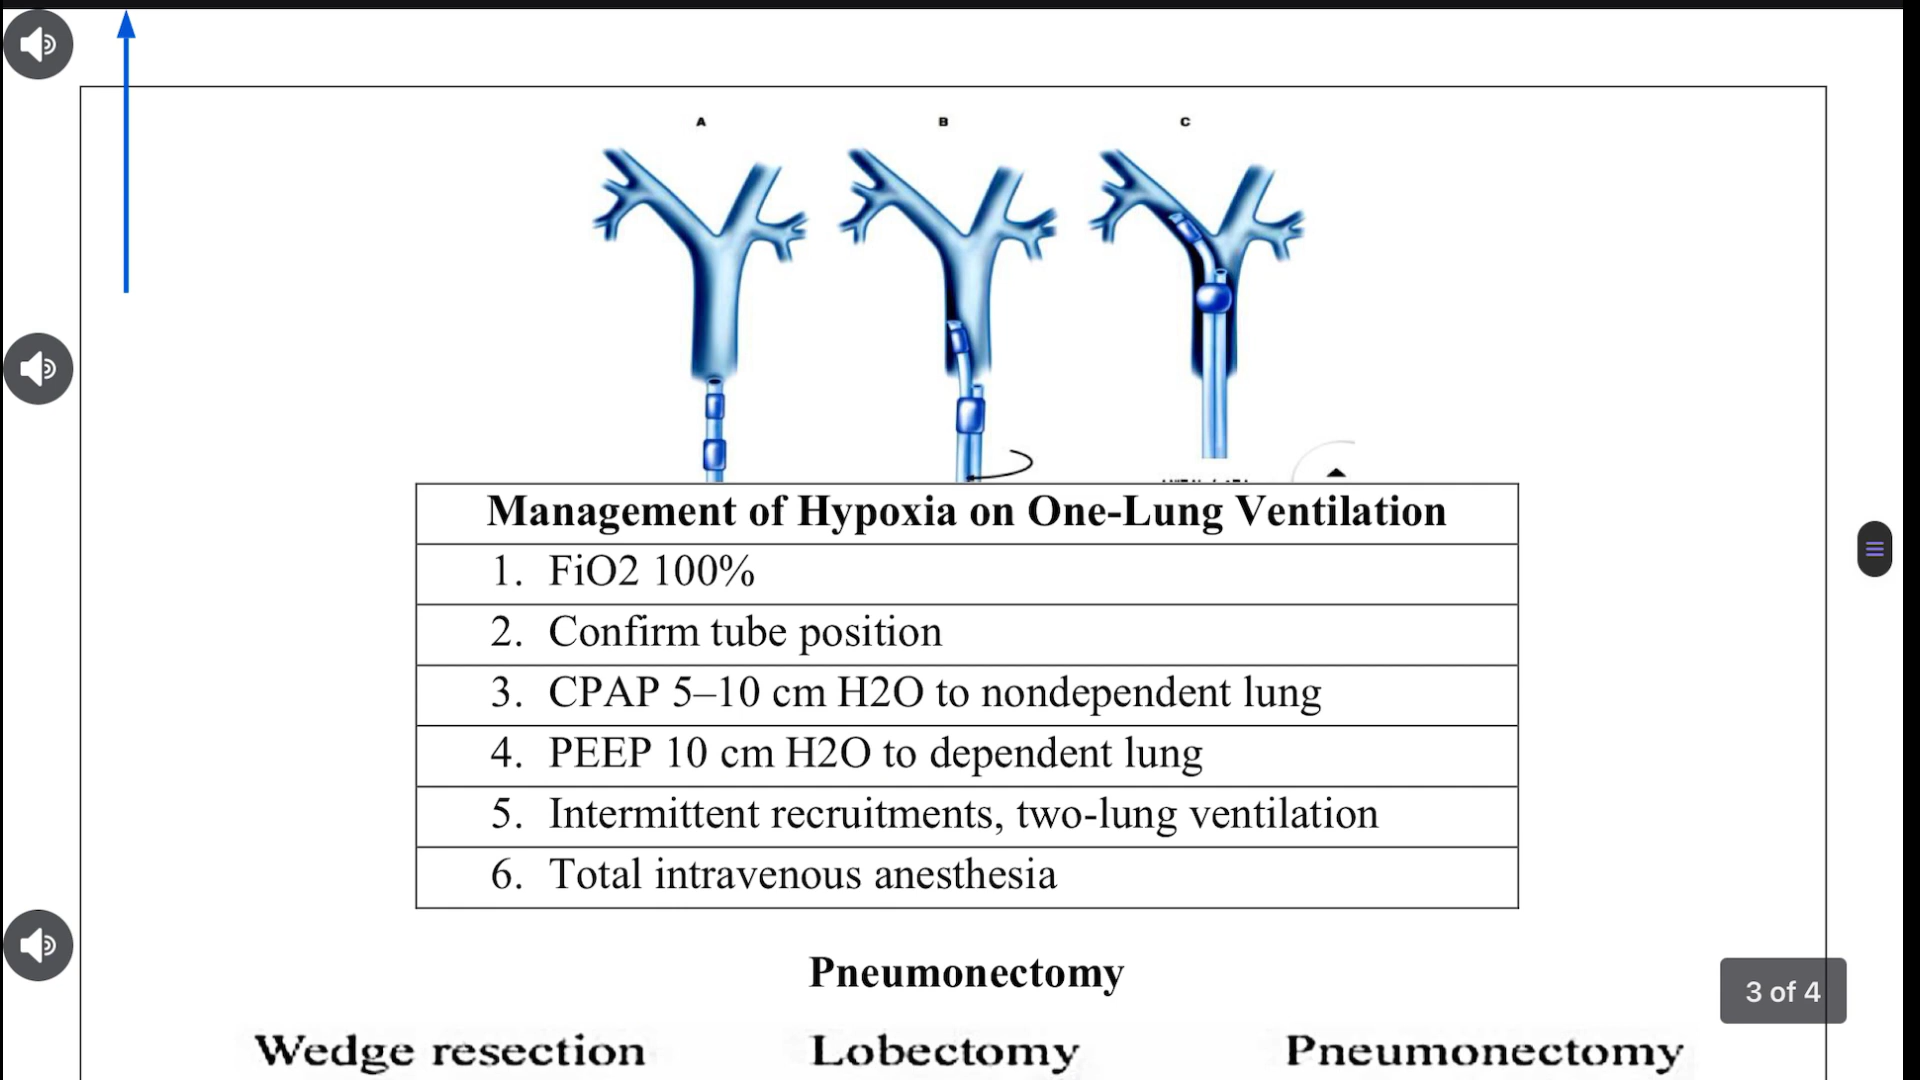 A B C
Management of Hypoxia on One-Lung Ventilation
1. FiO2 100%
2. Confirm tube position
3. CPAP 5–10 cm H2O to nondependent lung
4. PEEP 10 cm H2O to dependent lung
5. Intermittent recruitments, two-lung ventilation
6. Total intravenous anesthesia
Pneumonectomy
3 of 4
Wedge resection Lobectomy Pneumonectomy